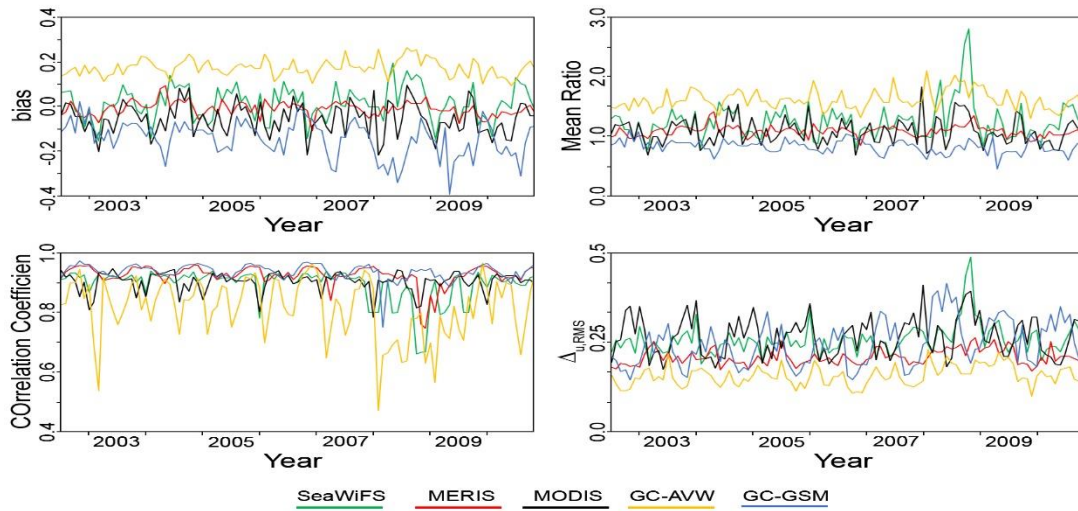 0.4
0.2
0.0
-0.2
-0.4
bias
2003 2005 2007 2009
Year
3.0
2.0
1.0
0.0
Mean Ratio
2003 2005 2007 2009
Year
1.0
0.8
0.6
0.4
COrrelation Coefficien
2003 2005 2007 2009
Year
0.5
0.25
0.0
Δu,RMS
2003 2005 2007 2009
Year
SeaWiFS MERIS MODIS GC-AVW GC-GSM